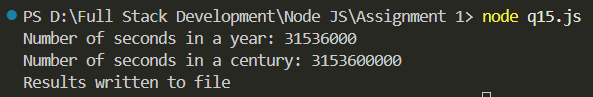 PS D:\Full Stack Development\Node JS\Assignment 1> node q15.js
Number of seconds in a year: 31536000
Number of seconds in a century: 3153600000
Results written to file